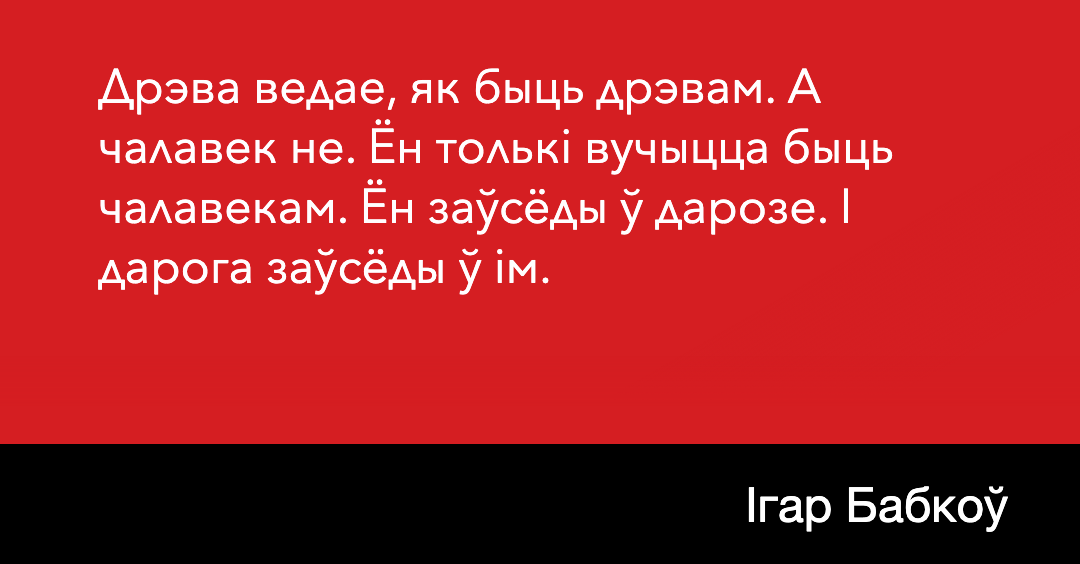 Дрэва ведае, як быць дрэвам. А
чалавек не. Ён толькі вучыцца быць
чалавекам. Ён заўсёды ў дарозе. І
дарога заўсёды ў ім.
Ігар Бабкоў